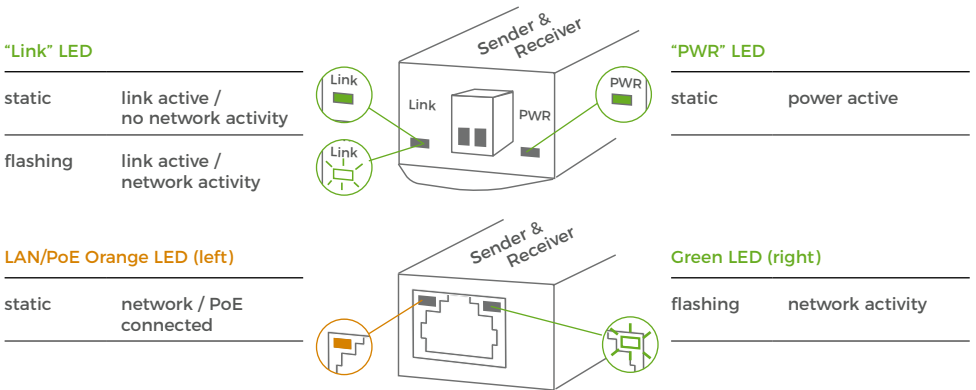 “Link” LED
static link active /
no network activity
flashing link active /
network activity
Link
Link
Sender &
Receiver
Link
PWR
PWR
“PWR” LED
static power active
LAN/PoE Orange LED (left)
static network / PoE
connected
Sender &
Receiver
Green LED (right)
flashing network activity